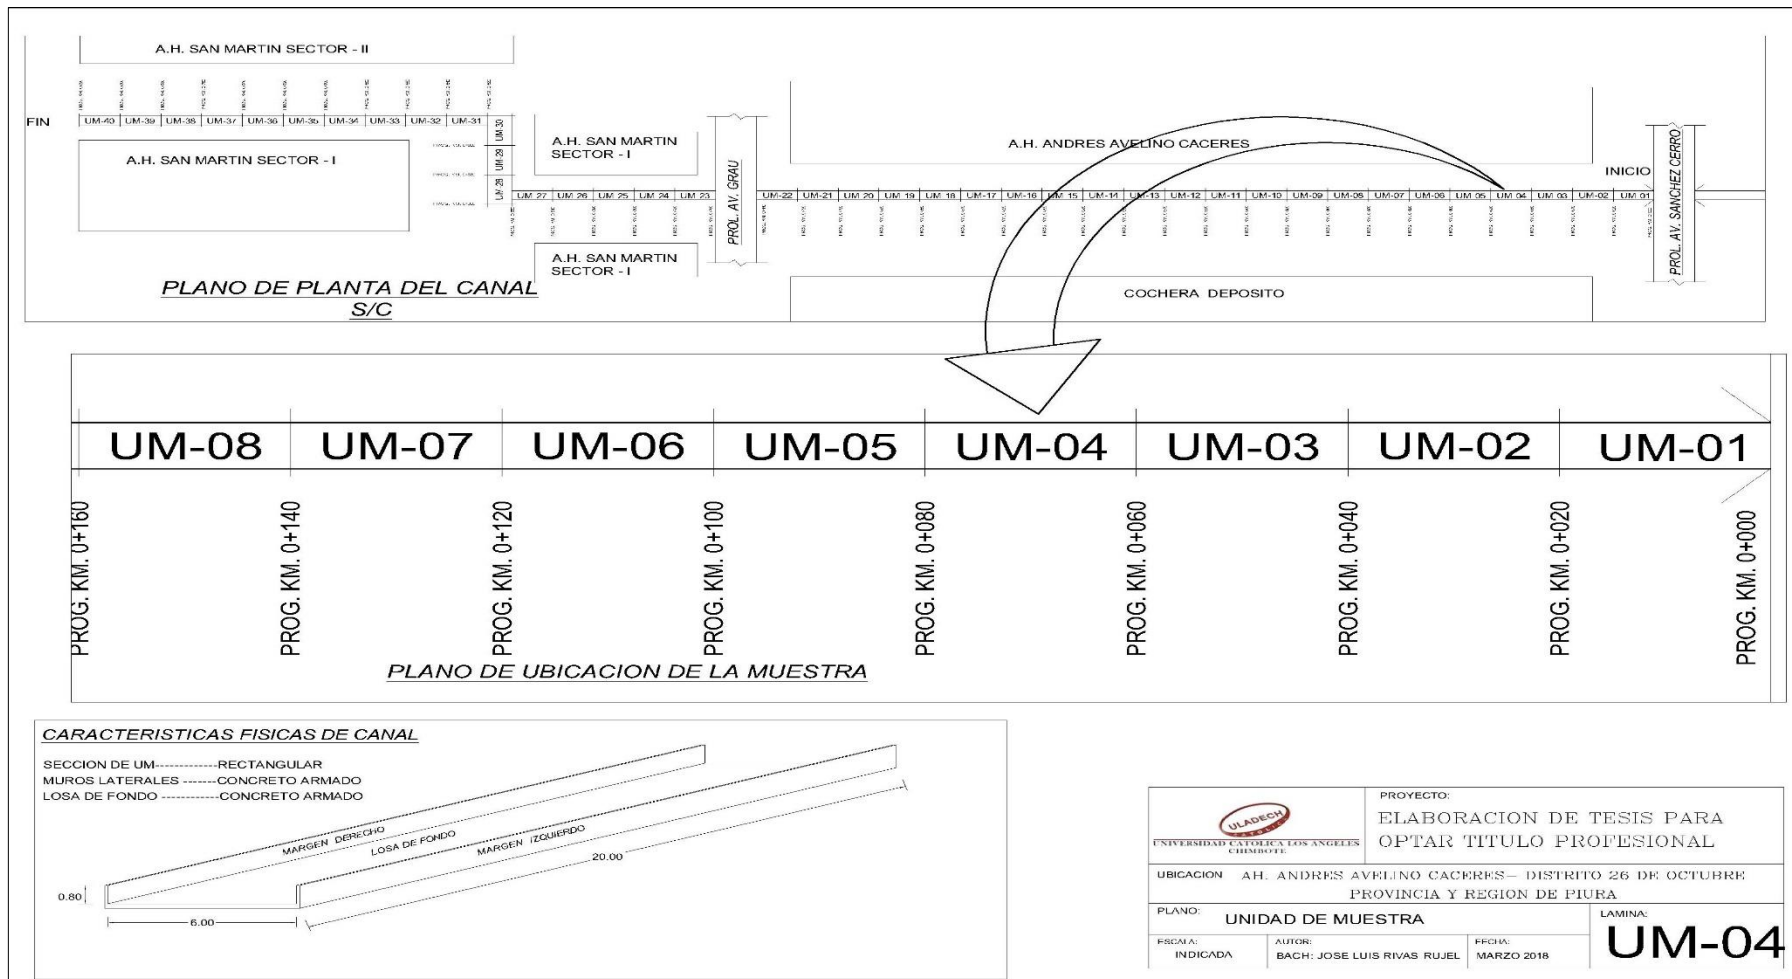 A.H. SAN MARTIN SECTOR - II
FIN
UM-40 UM-39 UM-38 UM-37 UM-36 UM-35 UM-34 UM-33 UM-32 UM-31
UM-30
UM-29
UM-28
A.H. SAN MARTIN SECTOR - I
A.H. SAN MARTIN
SECTOR - I
UM 27 UM 26 UM 25 UM 24 UM 23
A.H. SAN MARTIN
SECTOR - I
PROL. AV. GRAU
A.H. ANDRES AVELINO CACERES
INICIO
UM-22 UM-21 UM 20 UM 19 UM 18 UM-17 UM-16 UM 15 UM-14 UM-13 UM-12 UM-11 UM-10 UM-09 UM-08 UM-07 UM-06 UM 05 UM 04 UM 03 UM-02 UM 01
PROL. AV. SANCHEZ CERRO
COCHERA DEPOSITO
PLANO DE PLANTA DEL CANAL
S/C
UM-08 UM-07 UM-06 UM-05 UM-04 UM-03 UM-02 UM-01
PROG. KM. 0+160
PROG. KM. 0+140
PROG. KM. 0+120
PROG. KM. 0+100
PROG. KM. 0+080
PROG. KM. 0+060
PROG. KM. 0+040
PROG. KM. 0+020
PROG. KM. 0+000
PLANO DE UBICACION DE LA MUESTRA
CARACTERISTICAS FISICAS DE CANAL
SECCION DE UM-----------RECTANGULAR
MUROS LATERALES ------CONCRETO ARMADO
LOSA DE FONDO ----------CONCRETO ARMADO
MARGEN DERECHO
LOSA DE FONDO
MARGEN IZQUIERDO
20.00
0.80
6.00
ULADECH
CATOLICA
UNIVERSIDAD CATOLICA LOS ANGELES
CHIMBOTE
PROYECTO:
ELABORACION DE TESIS PARA
OPTAR TITULO PROFESIONAL
UBICACION AH. ANDRES AVELINO CACERES- DISTRITO 26 DE OCTUBRE
PROVINCIA Y REGION DE PIURA
PLANO:
UNIDAD DE MUESTRA
ESCALA:
INDICADA
AUTOR:
BACH: JOSE LUIS RIVAS RUJEL
FECHA:
MARZO 2018
LAMINA:
UM-04